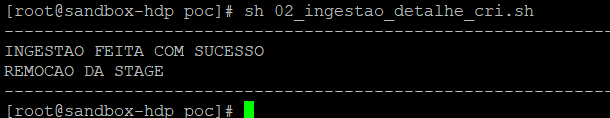 [root@sandbox-hdp poc]# sh 02_ingestao_detalhe_cri.sh
----------------------------------------------------------------
INGESTAO FEITA COM SUCESSO
REMOCAO DA STAGE
----------------------------------------------------------------
[root@sandbox-hdp poc]#